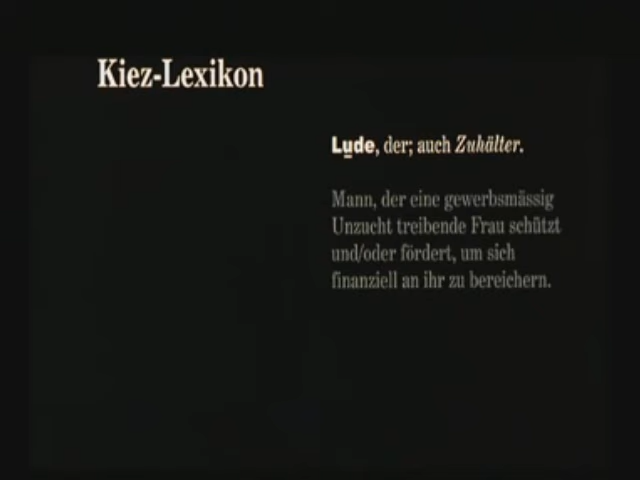 Kiez-Lexikon
Lude, der; auch Zuhälter.
Mann, der eine gewerbsmässig
Unzucht treibende Frau schützt
und/oder fördert, um sich
finanziell an ihr zu bereichern.